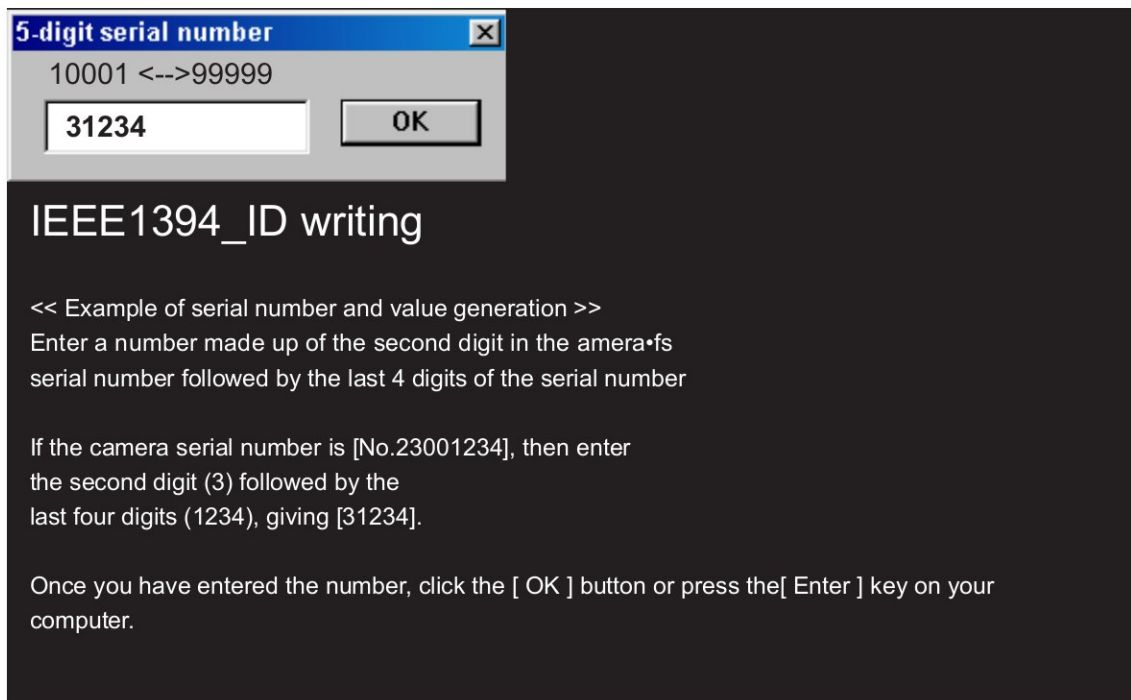 5-digit serial number
10001 <-->99999
31234
OK
IEEE1394_ID writing
<< Example of serial number and value generation >>
Enter a number made up of the second digit in the amera•fs
serial number followed by the last 4 digits of the serial number
If the camera serial number is [No.23001234], then enter
the second digit (3) followed by the
last four digits (1234), giving [31234].
Once you have entered the number, click the [ OK ] button or press the[ Enter ] key on your
computer.